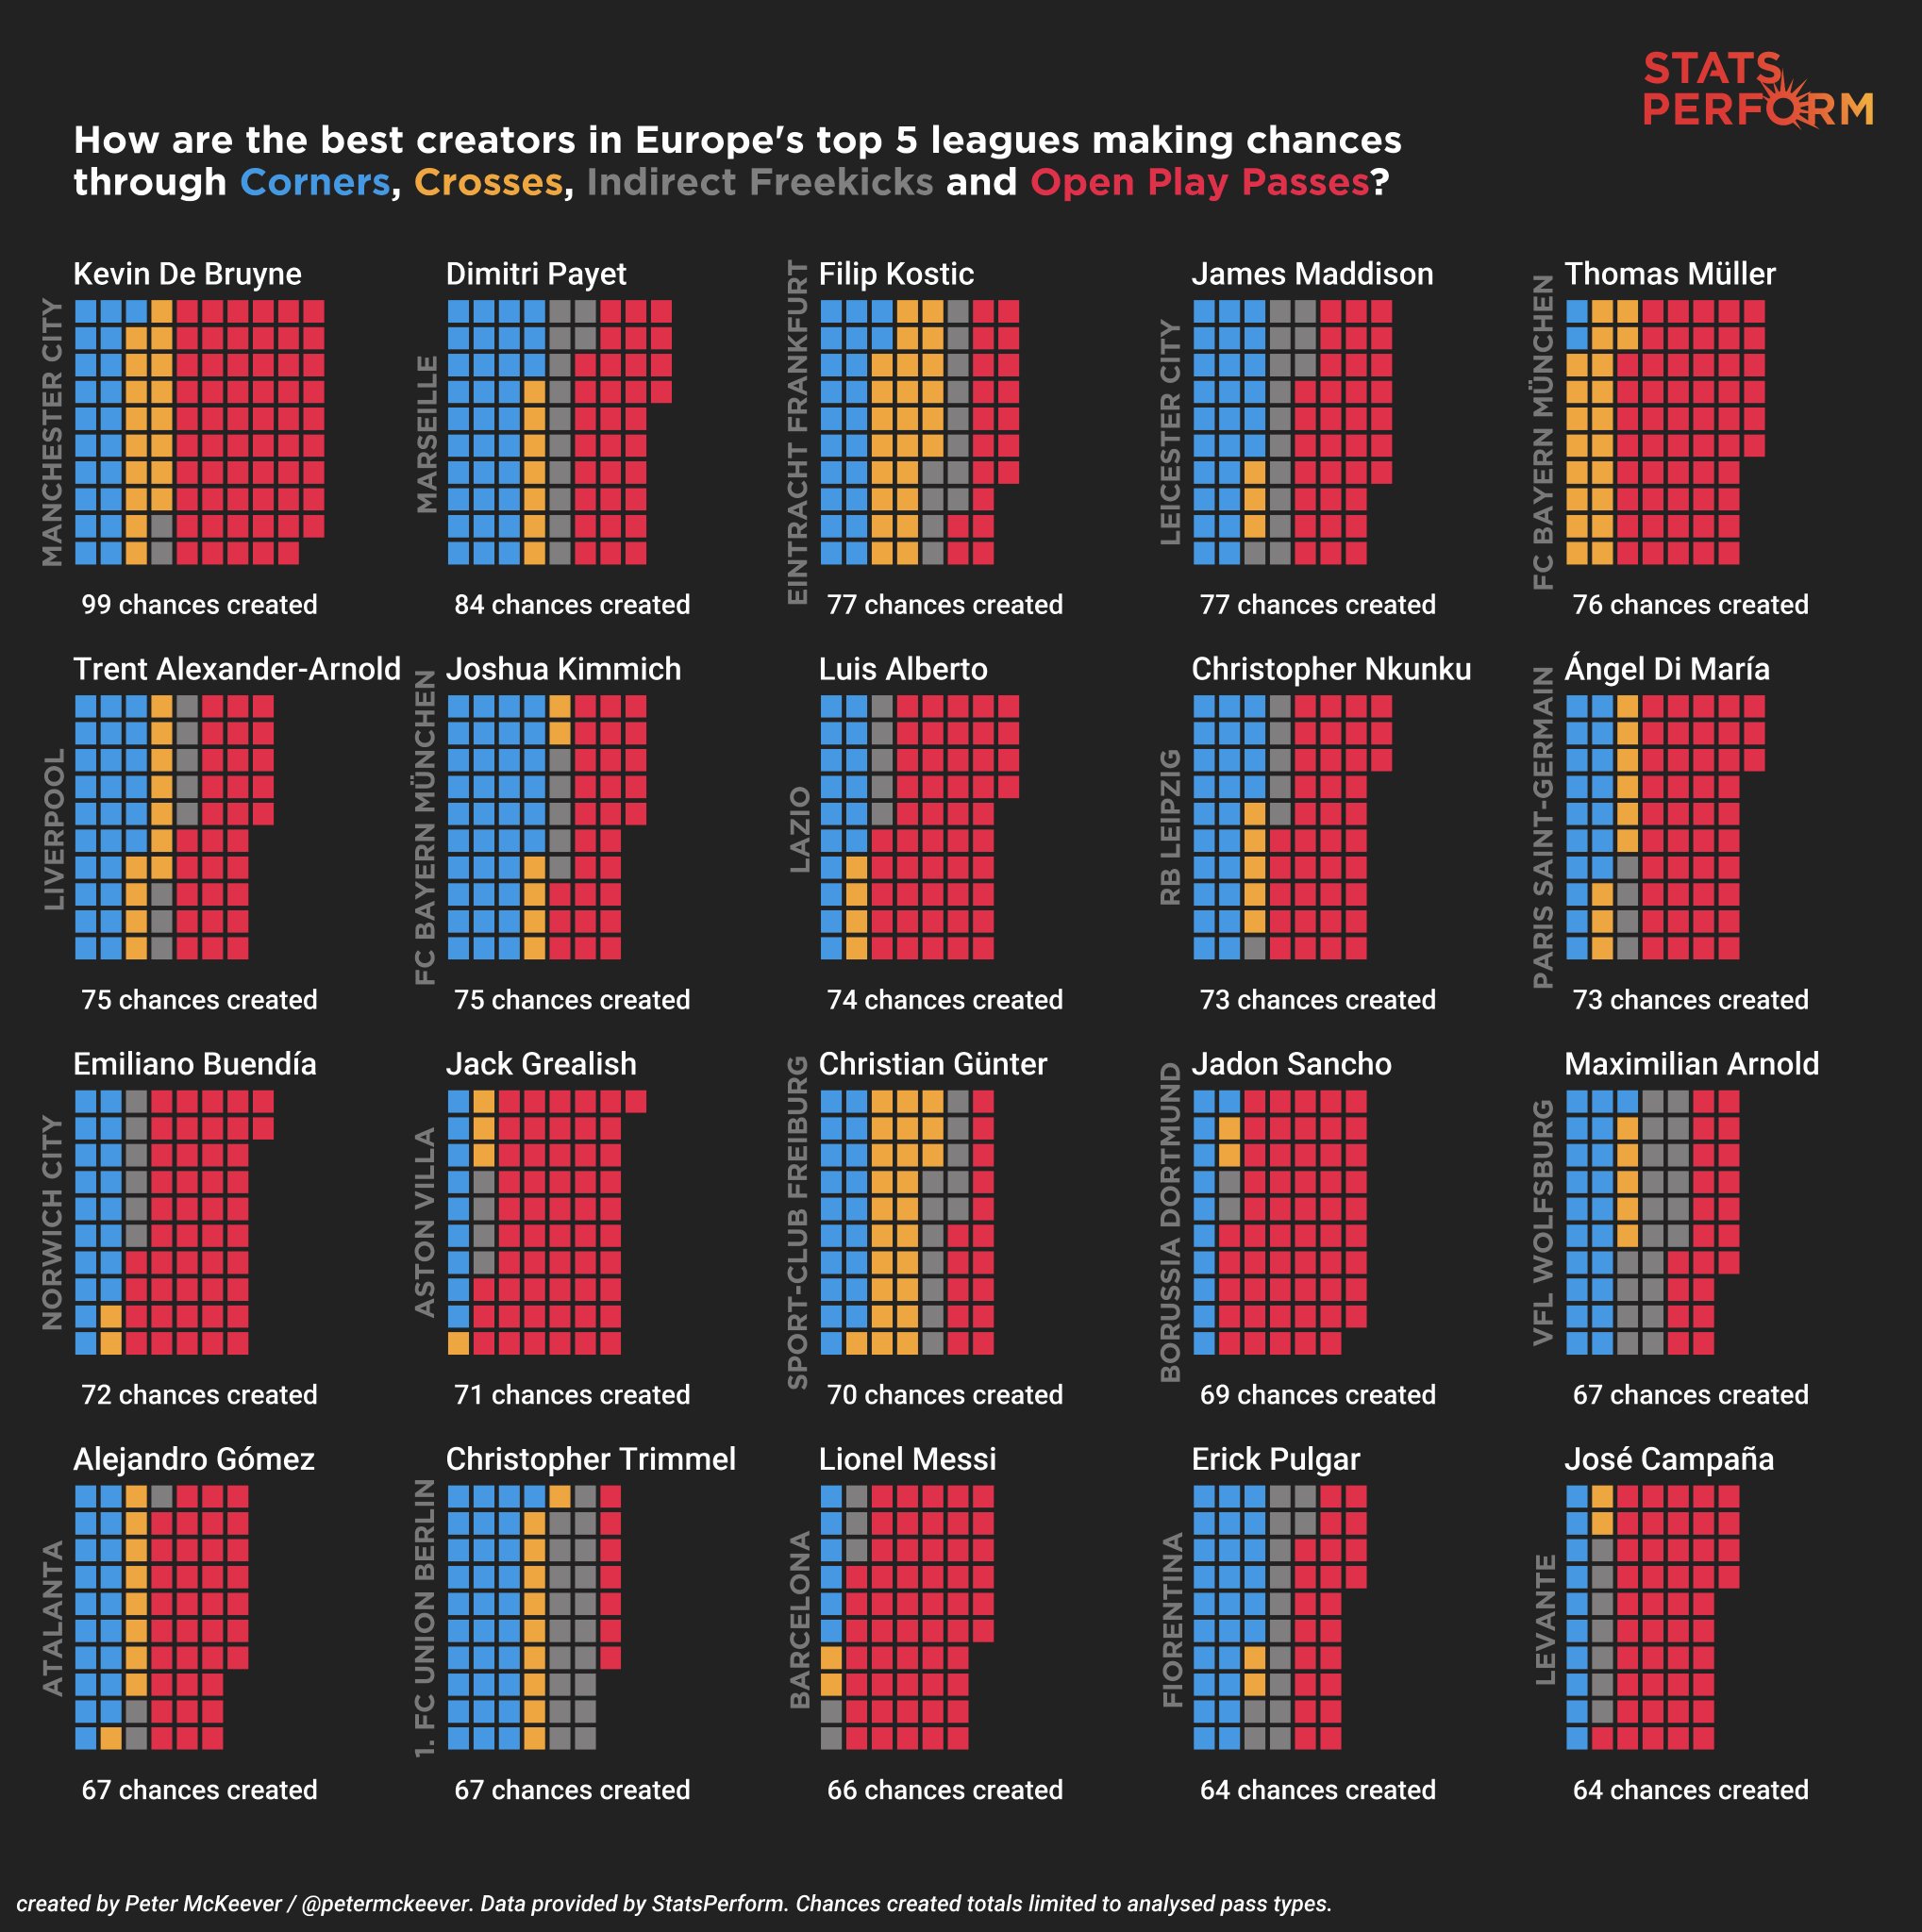 STATS
PERFORM
How are the best creators in Europe's top 5 leagues making chances
through Corners, Crosses, Indirect Freekicks and Open Play Passes?
Kevin De Bruyne
MANCHESTER CITY
99 chances created
Dimitri Payet
MARSEILLE
84 chances created
Filip Kostic
EINTRACHT FRANKFURT
77 chances created
James Maddison
LEICESTER CITY
77 chances created
Thomas Müller
FC BAYERN MÜNCHEN
76 chances created
Trent Alexander-Arnold
LIVERPOOL
75 chances created
Joshua Kimmich
FC BAYERN MÜNCHEN
75 chances created
Luis Alberto
LAZIO
74 chances created
Christopher Nkunku
RB LEIPZIG
73 chances created
Ángel Di María
PARIS SAINT-GERMAIN
73 chances created
Emiliano Buendía
NORWICH CITY
72 chances created
Jack Grealish
ASTON VILLA
71 chances created
Christian Günter
SPORT-CLUB FREIBURG
70 chances created
Jadon Sancho
BORUSSIA DORTMUND
69 chances created
Maximilian Arnold
VFL WOLFSBURG
67 chances created
Alejandro Gómez
ATALANTA
67 chances created
Christopher Trimmel
1. FC UNION BERLIN
67 chances created
Lionel Messi
BARCELONA
66 chances created
Erick Pulgar
FIORENTINA
64 chances created
José Campaña
LEVANTE
64 chances created
created by Peter McKeever / @petermckeever. Data provided by StatsPerform. Chances created totals limited to analysed pass types.